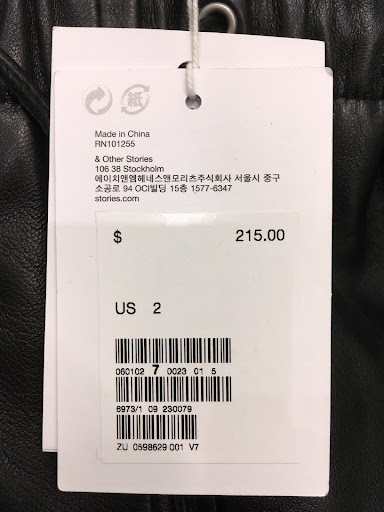 紙
Made in China
RN101255
& Other Stories
106 38 Stockholm
에이치앤엠헤네스앤모리츠주식회사 서울시 중구
소공로 94 OCI빌딩 15층 1577-6347
stories.com
$ 215.00
US 2
060102 7 0023 01 5
6973/1 09 230079
ZU 0598629 001 V7